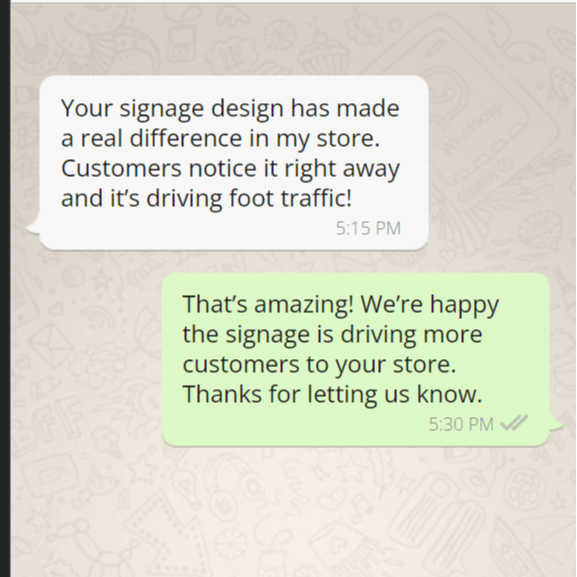 Your signage design has made
a real difference in my store.
Customers notice it right away
and it’s driving foot traffic!
5:15 PM
That’s amazing! We’re happy
the signage is driving more
customers to your store.
Thanks for letting us know.
5:30 PM